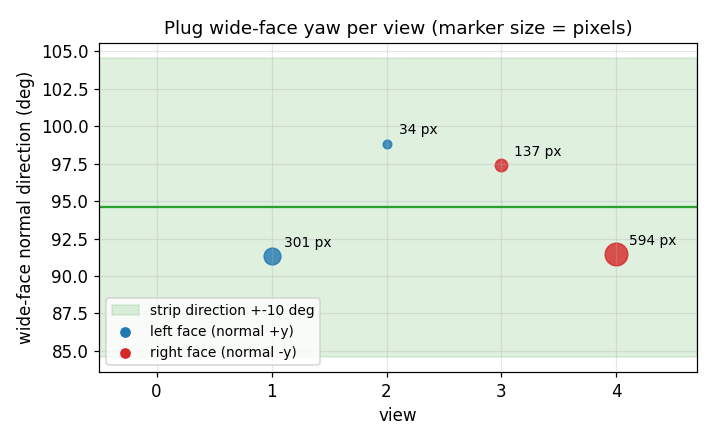 Plug wide-face yaw per view (marker size = pixels)
wide-face normal direction (deg)
105.0
102.5
100.0
97.5
95.0
92.5
90.0
87.5
85.0
34 px
137 px
301 px
594 px
strip direction +-10 deg
left face (normal +y)
right face (normal -y)
0
1
2
3
4
view